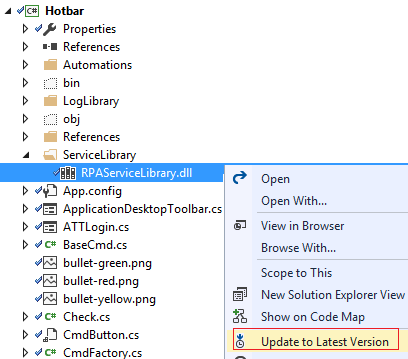 Hotbar
Properties
References
Automations
bin
LogLibrary
obj
References
ServiceLibrary
RPAServiceLibrary.dll
App.config
ApplicationDesktopToolbar.cs
ATTLogin.cs
BaseCmd.cs
bullet-green.png
bullet-red.png
bullet-yellow.png
Check.cs
CmdButton.cs
CmdFactory.cs
Open
Open With...
View in Browser
Browse With...
Scope to This
New Solution Explorer View
Show on Code Map
Update to Latest Version